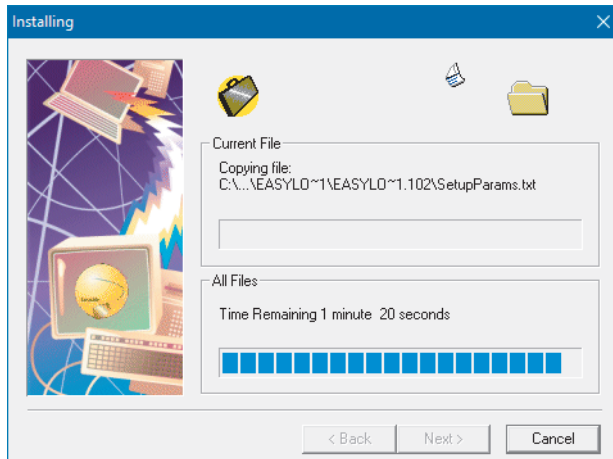 Installing
Current File
Copying file:
C:\...\EASYLO~1\EASYLO~1.102\SetupParams.txt
All Files
Time Remaining 1 minute  20 seconds
< Back
Next >
Cancel